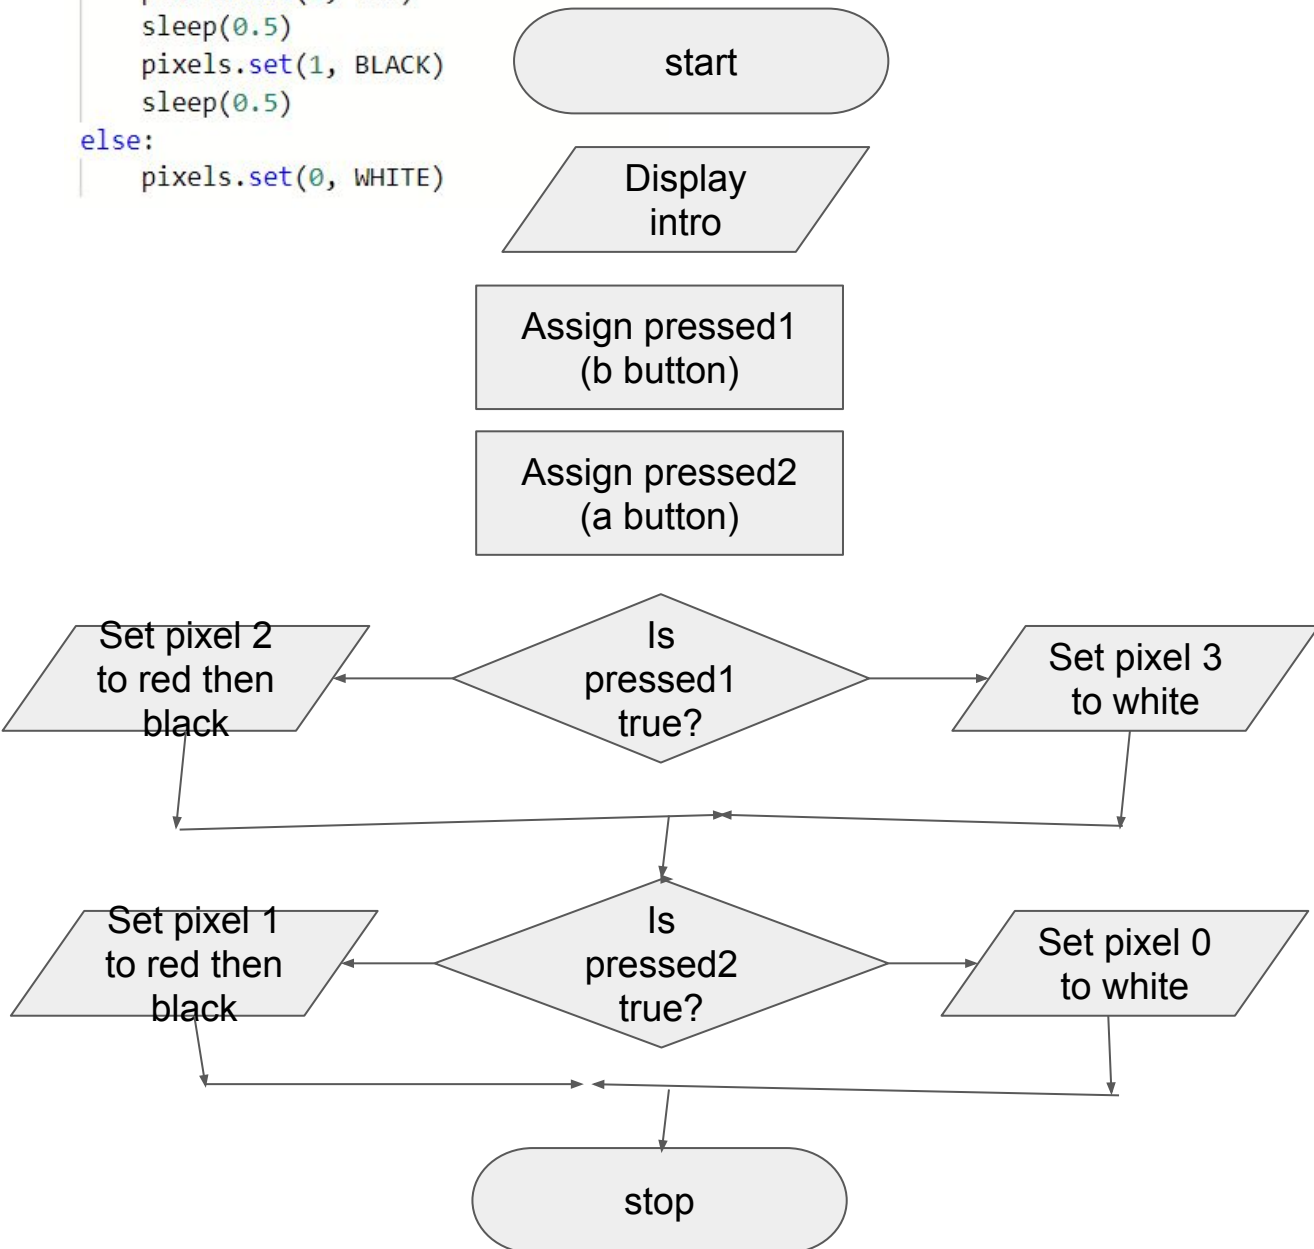 sleep(0.5)
pixels.set(1, BLACK)
sleep(0.5)
else:
pixels.set(0, WHITE)
start
Display
intro
Assign pressed1
(b button)
Assign pressed2
(a button)
Set pixel 2
to red then
black
Is
pressed1
true?
Set pixel 3
to white
Set pixel 1
to red then
black
Is
pressed2
true?
Set pixel 0
to white
stop